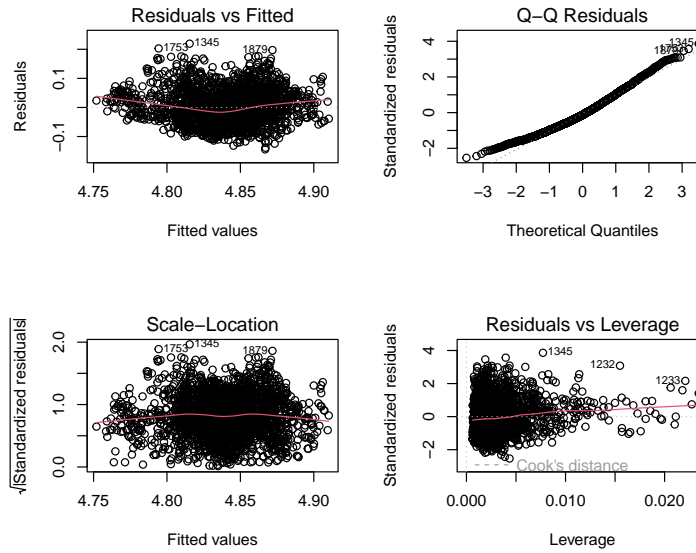 Residuals vs Fitted
Residuals
0.1
−0.1
1753
1345
1879
4.75 4.80 4.85 4.90
Fitted values
Q−Q Residuals
Standardized residuals
4
2
0
−2
1345
−3 −2 −1 0 1 2 3
Theoretical Quantiles
Scale−Location
√|Standardized residuals|
2.0
1.0
0.0
1753
1345
1879
4.75 4.80 4.85 4.90
Fitted values
Residuals vs Leverage
Standardized residuals
4
2
0
−2
1345
1232
1233
Cook's distance
0.000 0.010 0.020
Leverage